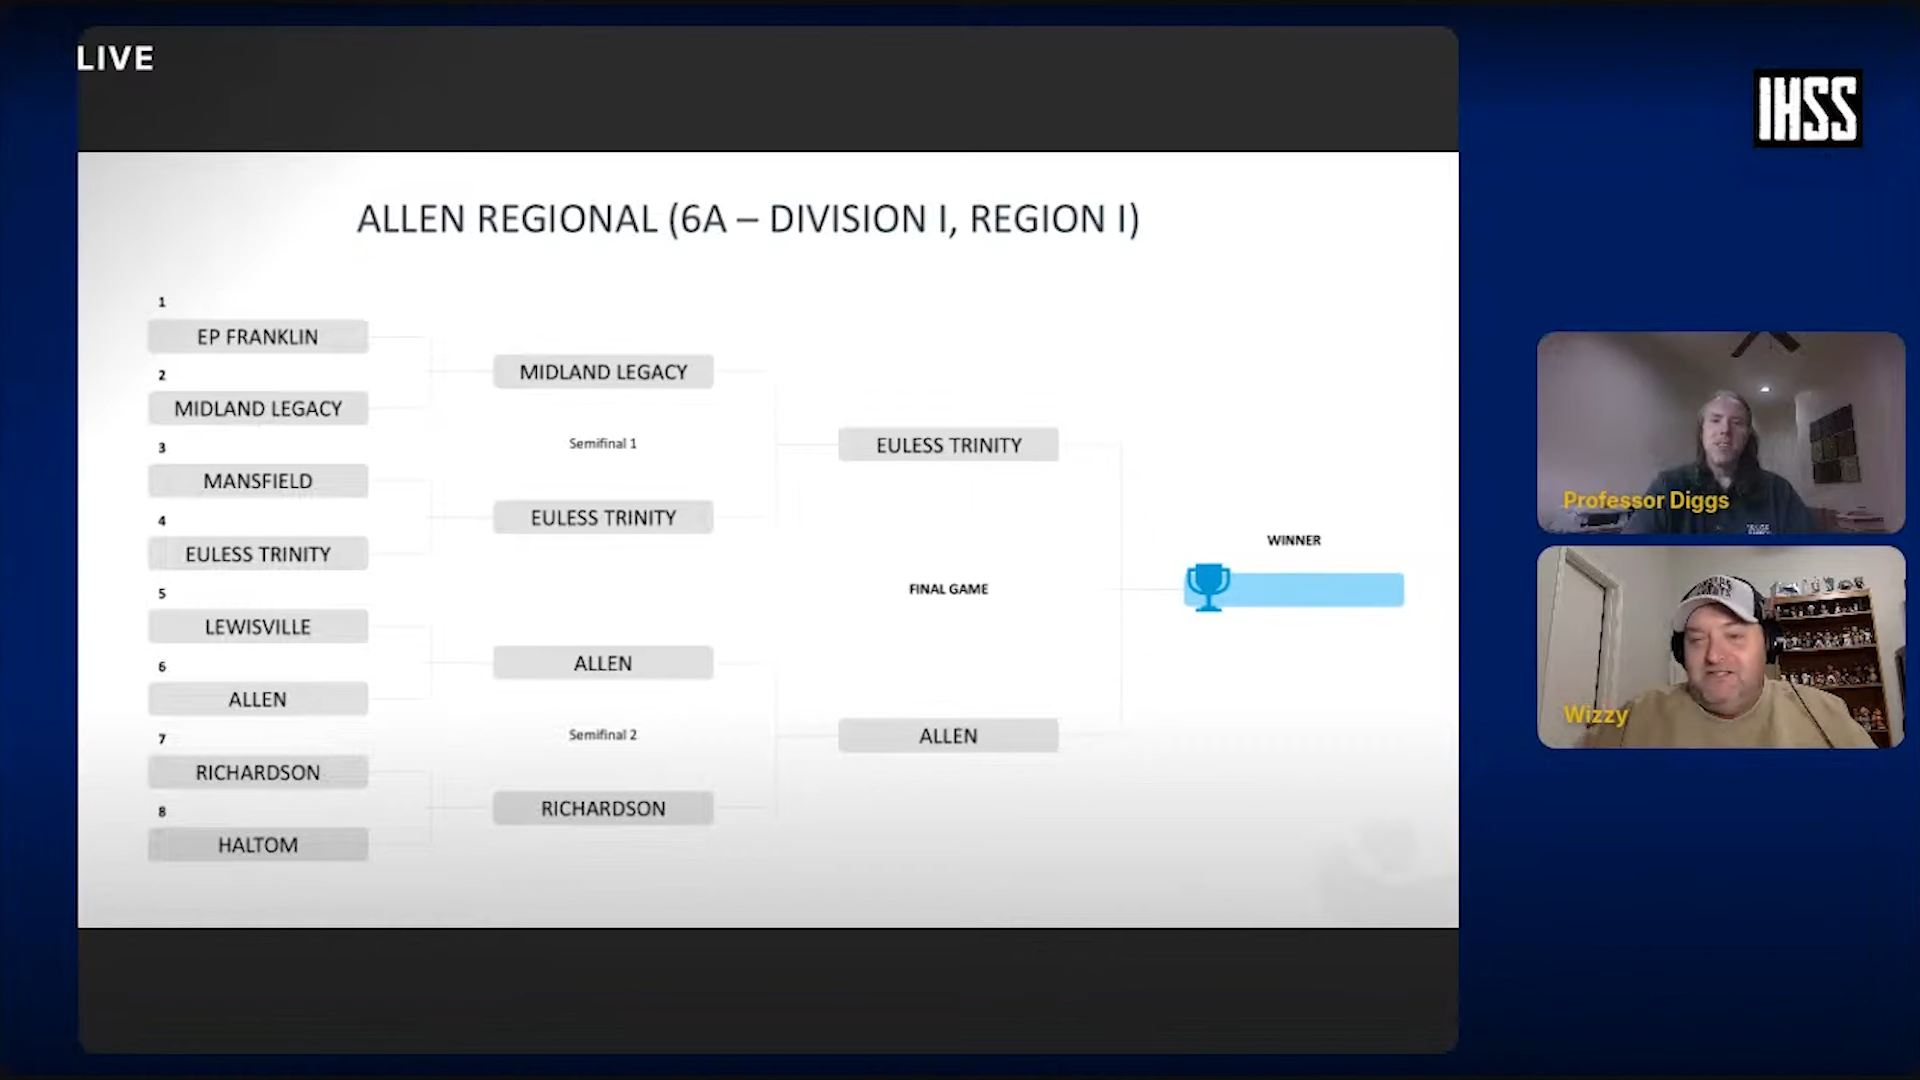 LIVE
IHSS
ALLEN REGIONAL (6A – DIVISION I, REGION I)
1
EP FRANKLIN
2
MIDLAND LEGACY
3
MANSFIELD
4
EULESS TRINITY
5
LEWISVILLE
6
ALLEN
7
RICHARDSON
8
HALTOM
MIDLAND LEGACY
Semifinal 1
EULESS TRINITY
ALLEN
Semifinal 2
RICHARDSON
EULESS TRINITY
FINAL GAME
ALLEN
WINNER
Professor Diggs
Wizzy